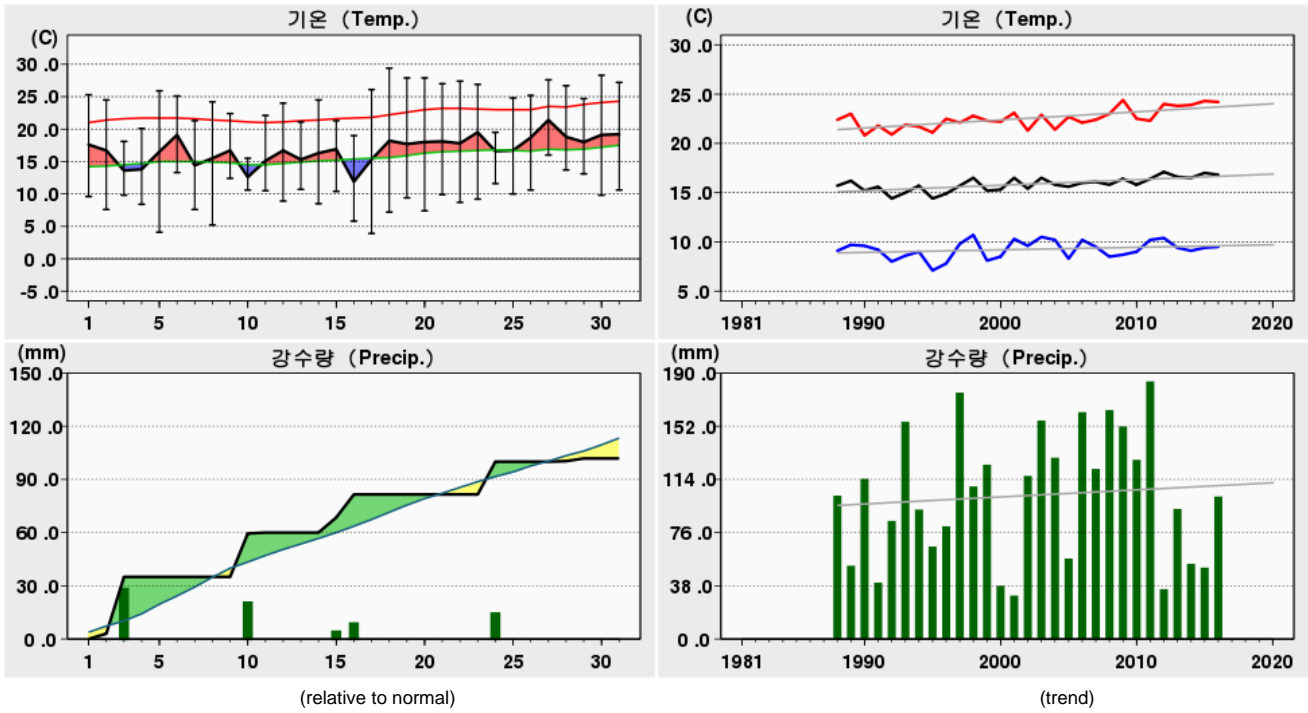 기온 (Temp.)
(C)
30 .0
25 .0
20 .0
15 .0
10 .0
5 .0
0 .0
-5 .0
1 5 10 15 20 25 30
기온 (Temp.)
(C)
30 .0
25 .0
20 .0
15 .0
10 .0
5 .0
1981 1990 2000 2010 2020
강수량 (Precip.)
(mm)
150 .0
120 .0
90 .0
60 .0
30 .0
0 .0
1 5 10 15 20 25 30
(relative to normal)
강수량 (Precip.)
(mm)
190 .0
152 .0
114 .0
76 .0
38 .0
0 .0
1981 1990 2000 2010 2020
(trend)